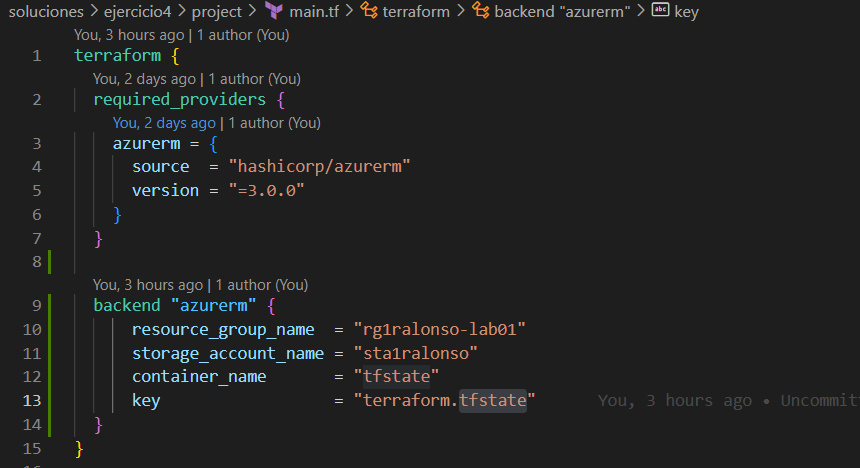 soluciones > ejercicio4 > project > main.tf > terraform > backend "azurerm" > abc key
You, 3 hours ago | 1 author (You)
1 terraform {
You, 2 days ago | 1 author (You)
2 required_providers {
You, 2 days ago | 1 author (You)
3 azurerm = {
4 source = "hashicorp/azurerm"
5 version = "=3.0.0"
6 }
7 }
8
You, 3 hours ago | 1 author (You)
9 backend "azurerm" {
10 resource_group_name = "rg1ralonso-lab01"
11 storage_account_name = "sta1ralonso"
12 container_name = "tfstate"
13 key = "terraform.tfstate" You, 3 hours ago • Uncommit
14 }
15 }